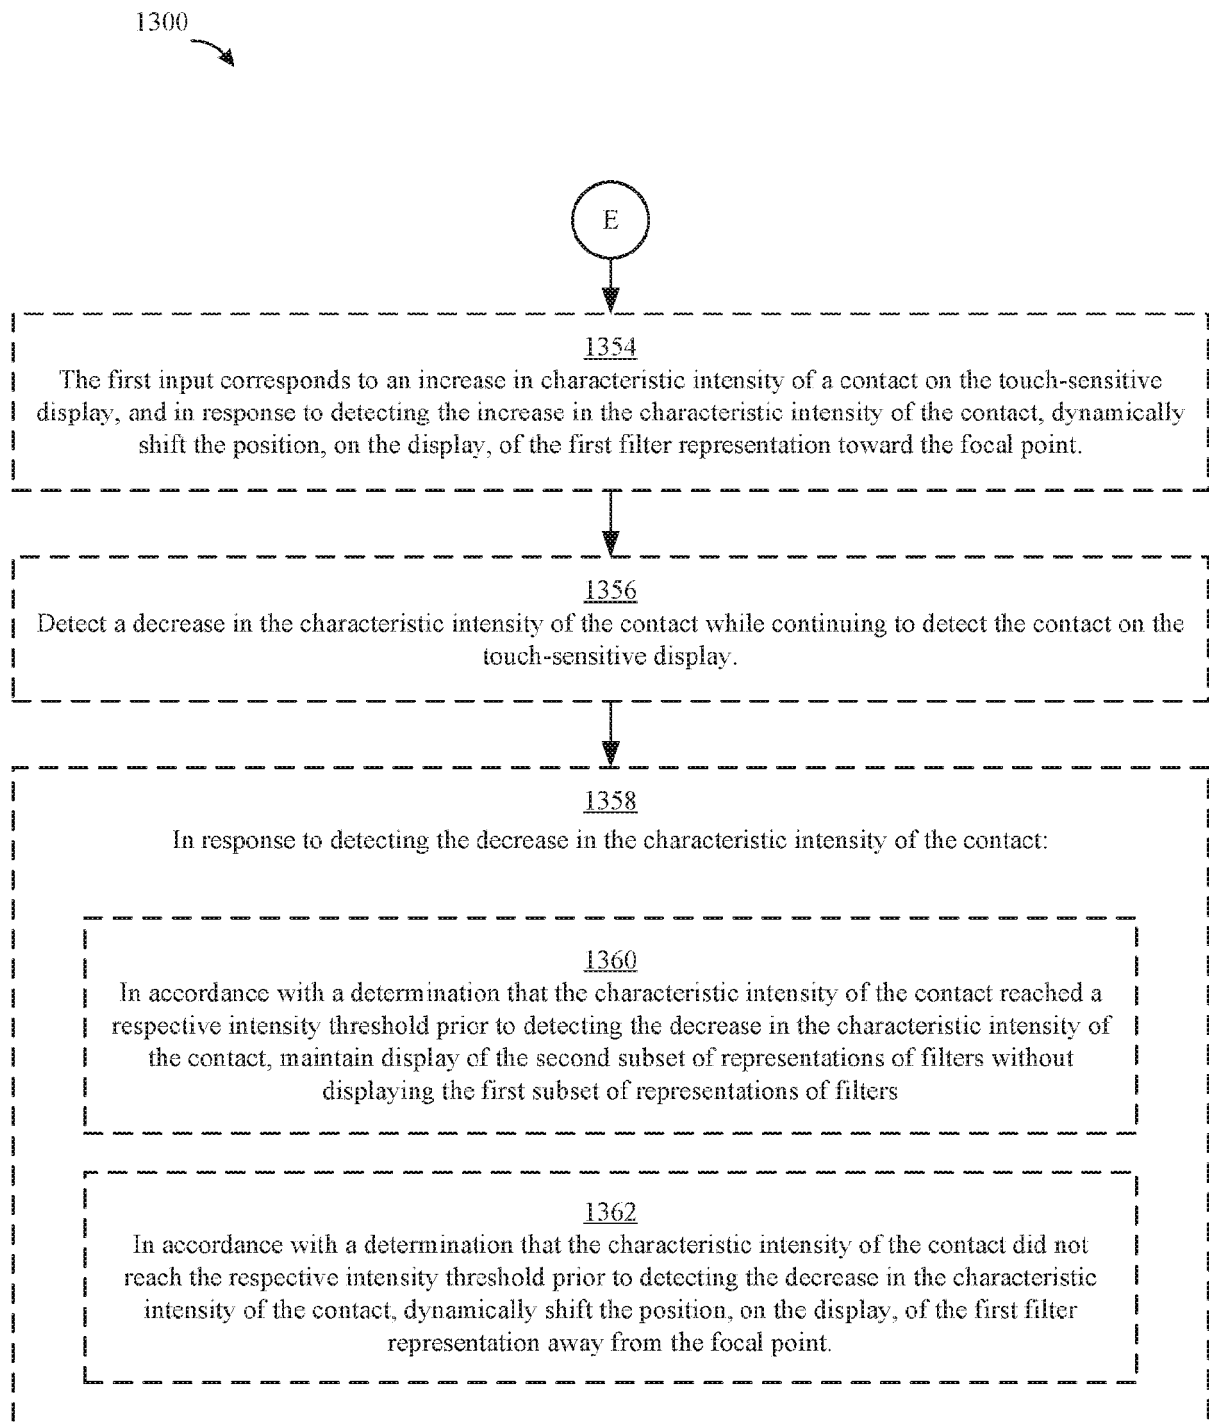 1300
E
1354
The first input corresponds to an increase in characteristic intensity of a contact on the touch-sensitive
display, and in response to detecting the increase in the characteristic intensity of the contact, dynamically
shift the position, on the display, of the first filter representation toward the focal point.
1356
Detect a decrease in the characteristic intensity of the contact while continuing to detect the contact on the
touch-sensitive display.
1358
In response to detecting the decrease in the characteristic intensity of the contact:
1360
In accordance with a determination that the characteristic intensity of the contact reached a
respective intensity threshold prior to detecting the decrease in the characteristic intensity of
the contact, maintain display of the second subset of representations of filters without
displaying the first subset of representations of filters
1362
In accordance with a determination that the characteristic intensity of the contact did not
reach the respective intensity threshold prior to detecting the decrease in the characteristic
intensity of the contact, dynamically shift the position, on the display, of the first filter
representation away from the focal point.